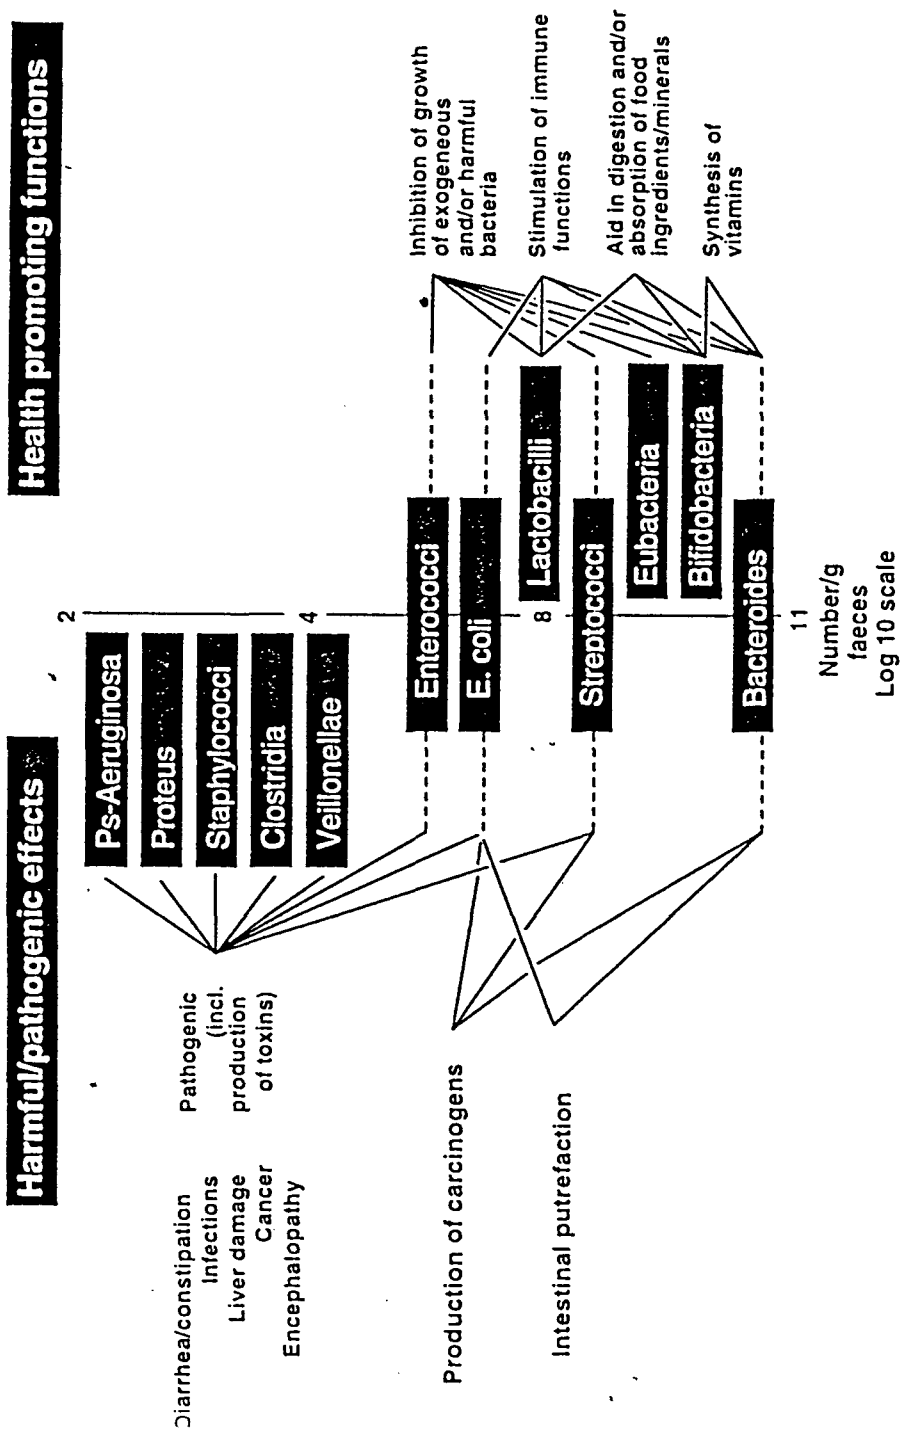 Harmful/pathogenic effects
Health promoting functions
Diarrhea/constipation
Infections
Liver damage
Cancer
Encephalopathy
Pathogenic
(incl.
production
of toxins)
Production of carcinogens
Intestinal putrefaction
Ps-Aeruginosa
Proteus
Staphylococci
Clostridia
Veillonellae
Enterococci
E. coli
Lactobacilli
Streptococci
Eubacteria
Bifidobacteria
Bacteroides
2
4
8
11
Number/g
faeces
Log 10 scale
Inhibition of growth
of exogeneous
and/or harmful
bacteria
Stimulation of immune
functions
Aid in digestion and/or
absorption of food
ingredients/minerals
Synthesis of
vitamins